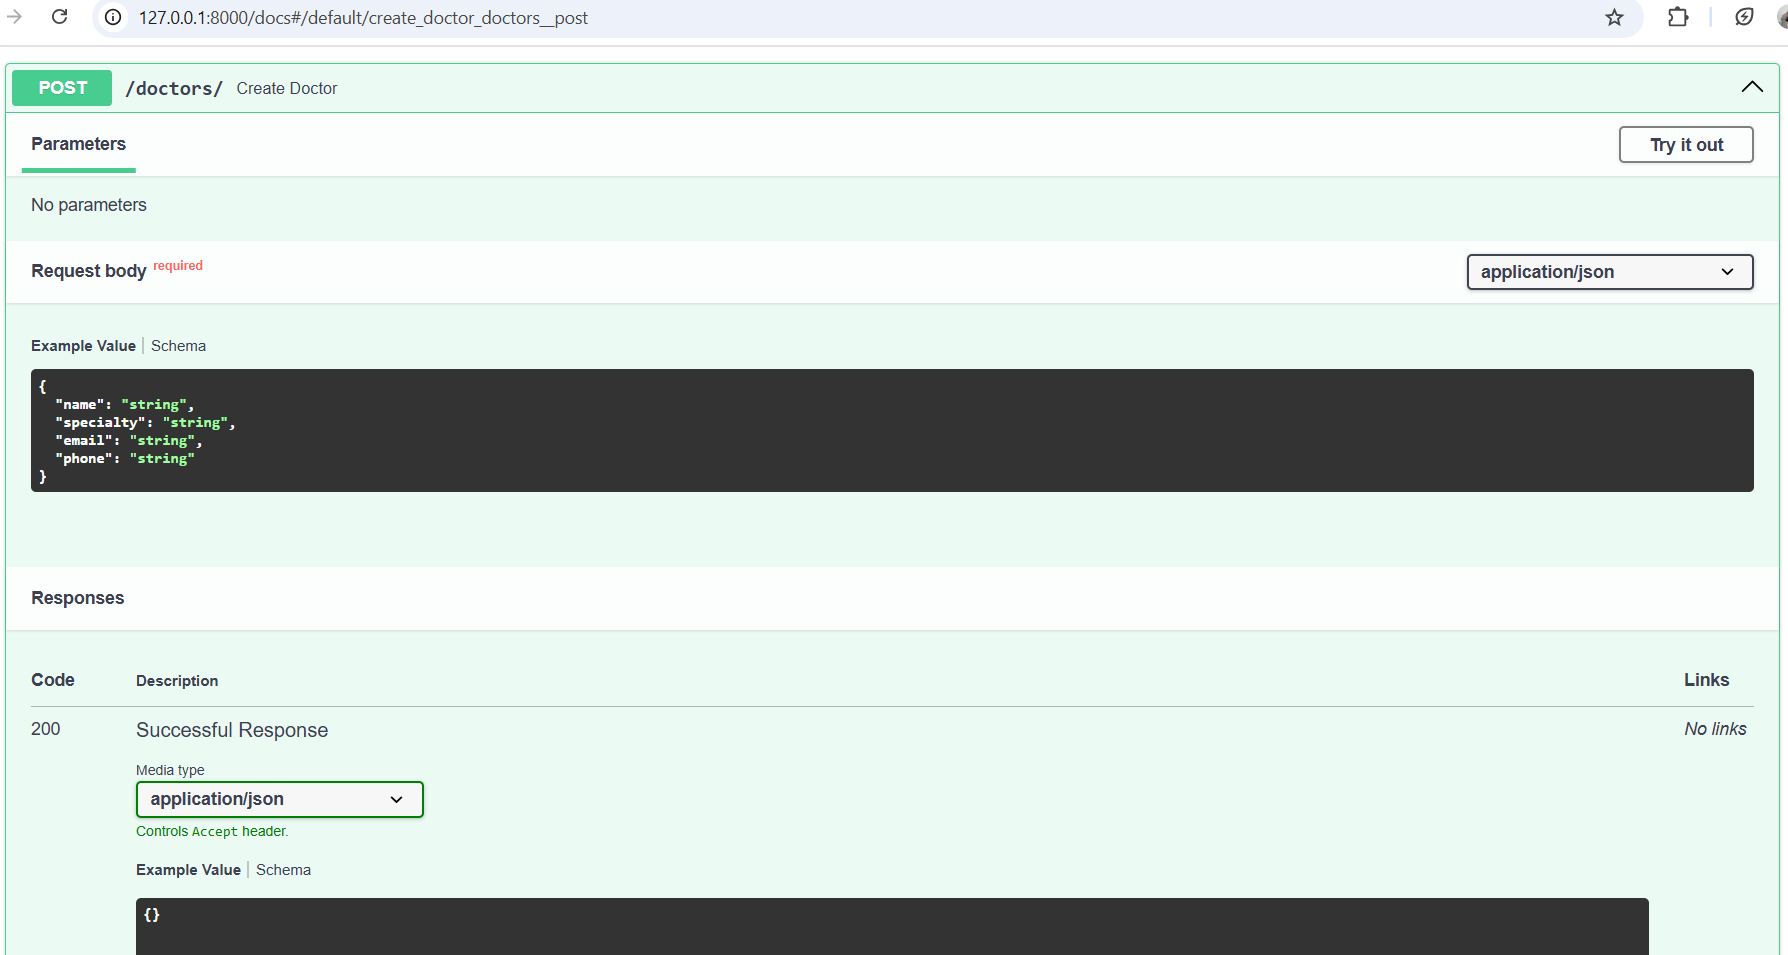 127.0.0.1:8000/docs#/default/create_doctor_doctors__post
POST /doctors/ Create Doctor
Parameters
Try it out
No parameters
Request body required
application/json
Example Value | Schema
{
  "name": "string",
  "specialty": "string",
  "email": "string",
  "phone": "string"
}
Responses
Code Description Links
200 Successful Response No links
Media type
application/json
Controls Accept header.
Example Value | Schema
{}